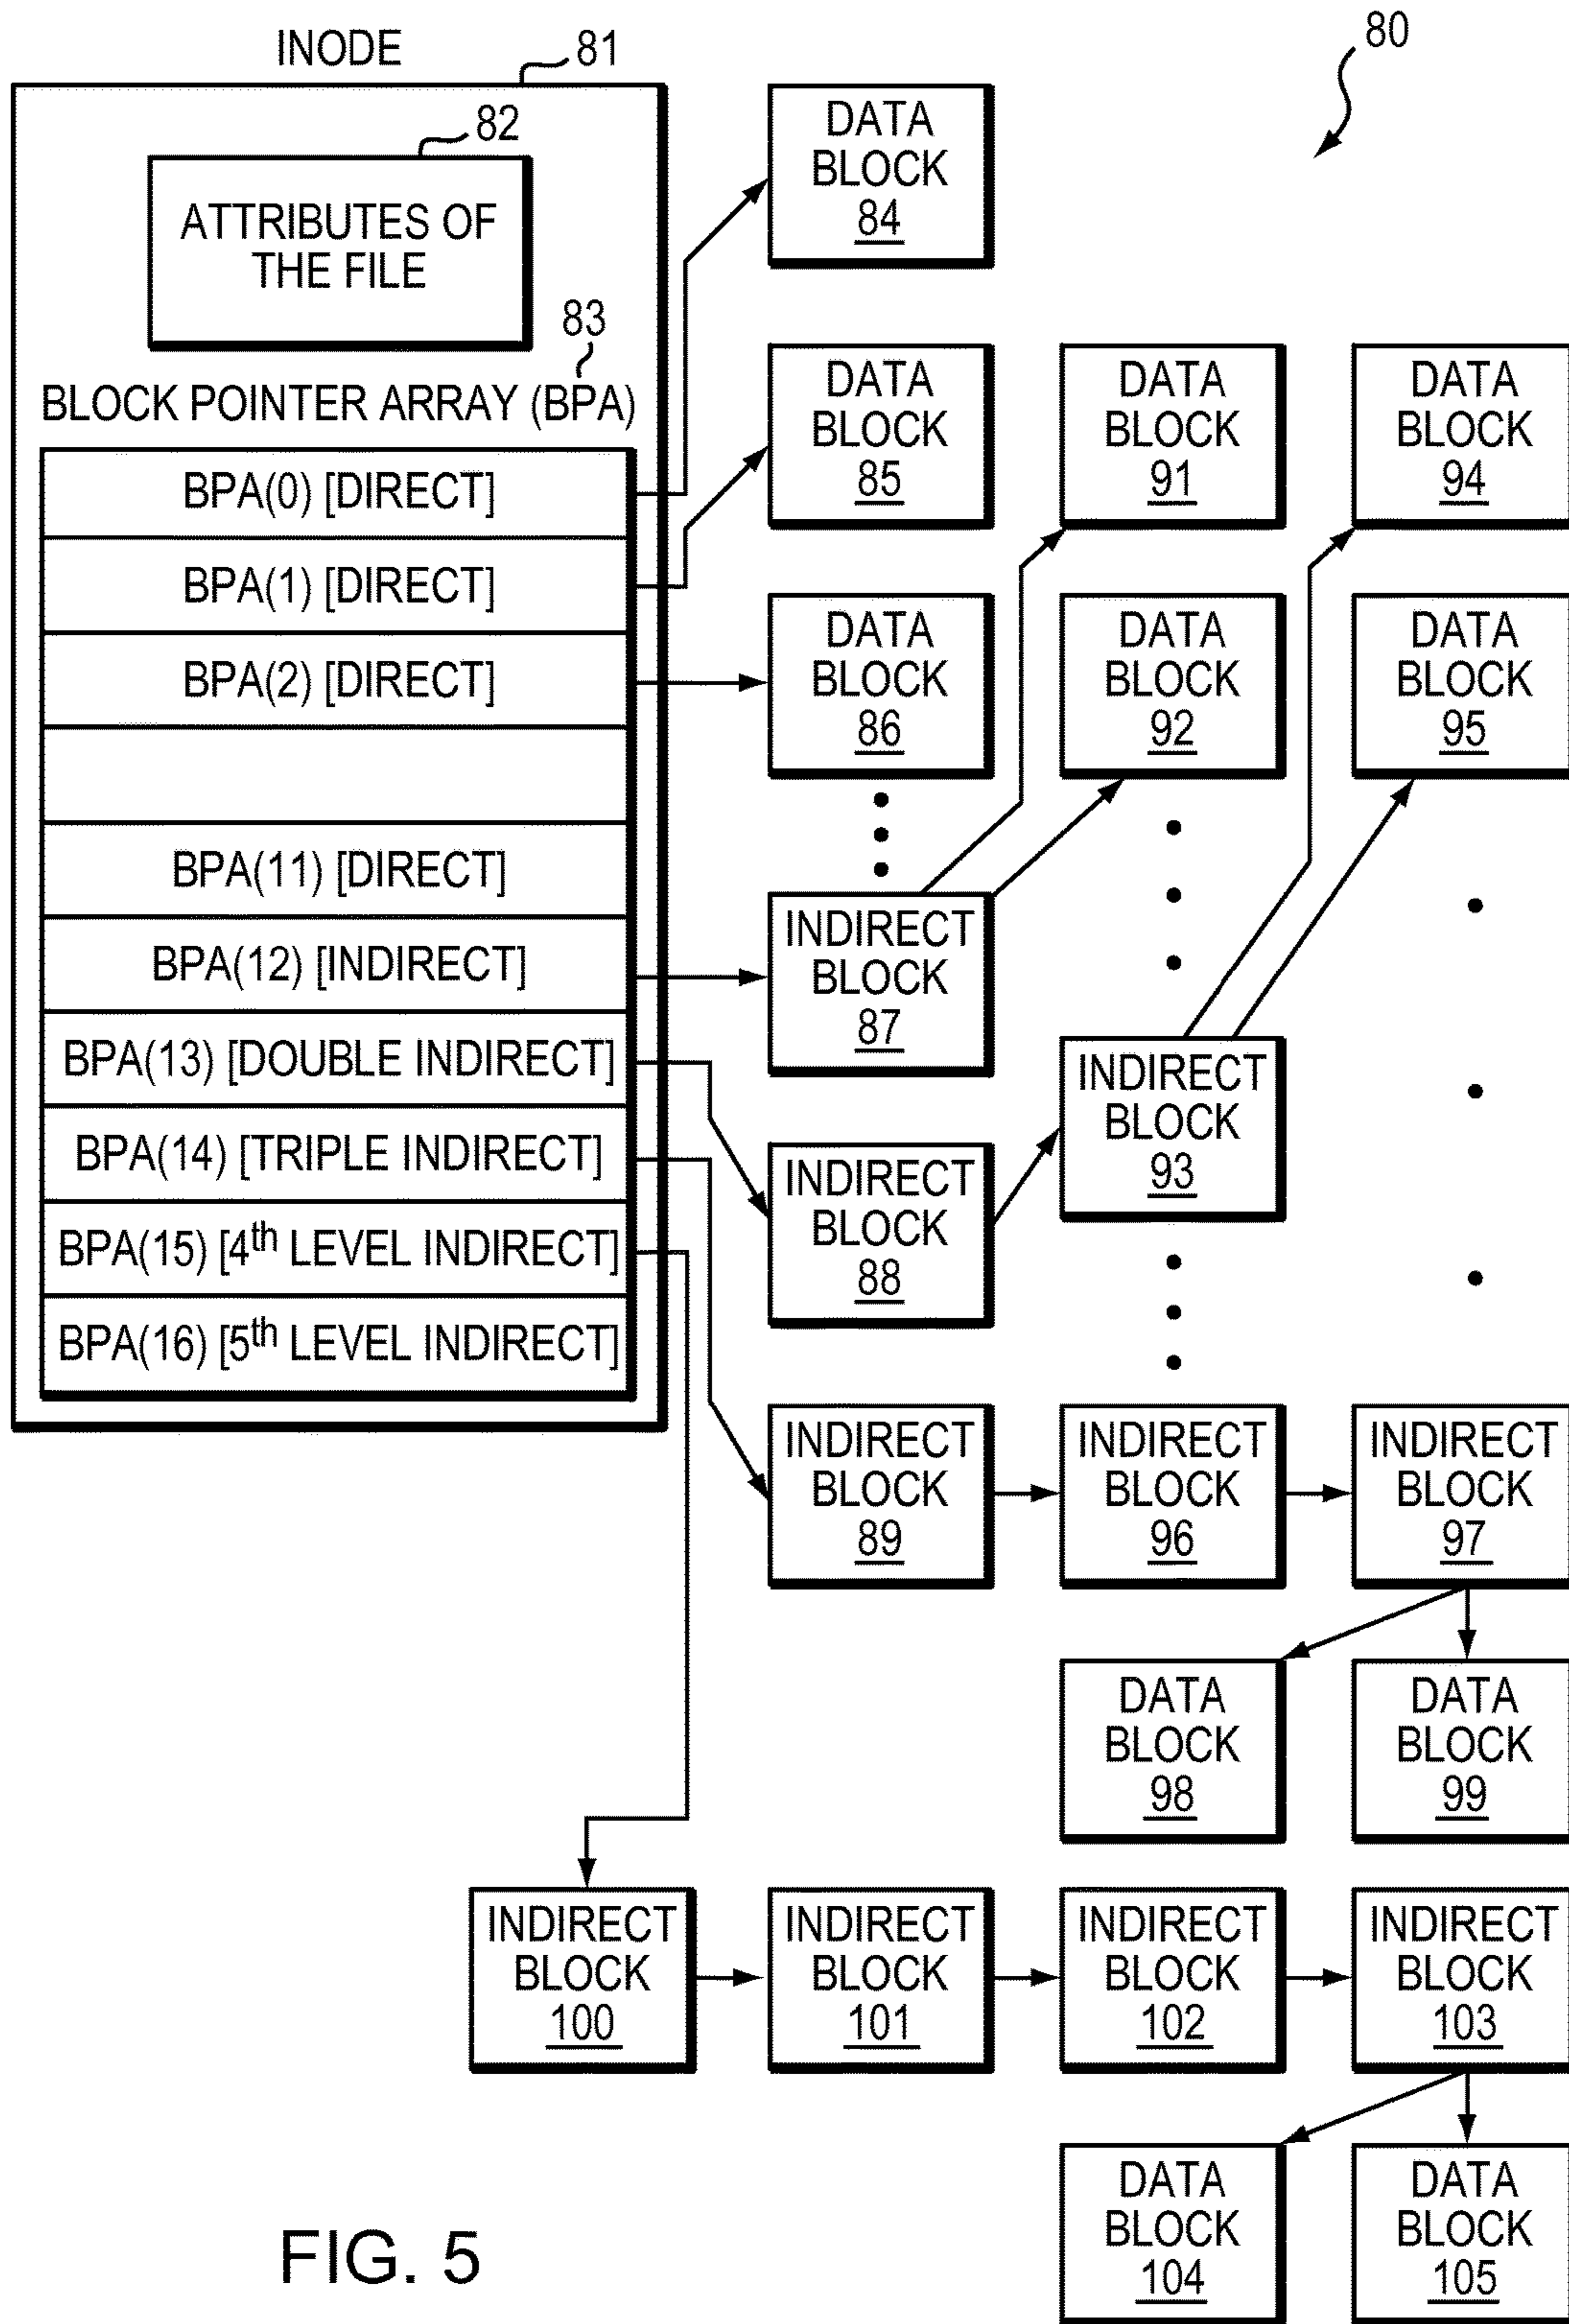 INODE
81
80
82
ATTRIBUTES OF
THE FILE
83
BLOCK POINTER ARRAY (BPA)
BPA(0) [DIRECT]
BPA(1) [DIRECT]
BPA(2) [DIRECT]
BPA(11) [DIRECT]
BPA(12) [INDIRECT]
BPA(13) [DOUBLE INDIRECT]
BPA(14) [TRIPLE INDIRECT]
BPA(15) [4th LEVEL INDIRECT]
BPA(16) [5th LEVEL INDIRECT]
DATA
BLOCK
84
DATA
BLOCK
85
DATA
BLOCK
91
DATA
BLOCK
94
DATA
BLOCK
86
DATA
BLOCK
92
DATA
BLOCK
95
INDIRECT
BLOCK
87
INDIRECT
BLOCK
93
INDIRECT
BLOCK
88
INDIRECT
BLOCK
89
INDIRECT
BLOCK
96
INDIRECT
BLOCK
97
DATA
BLOCK
98
DATA
BLOCK
99
INDIRECT
BLOCK
100
INDIRECT
BLOCK
101
INDIRECT
BLOCK
102
INDIRECT
BLOCK
103
DATA
BLOCK
104
DATA
BLOCK
105
FIG. 5